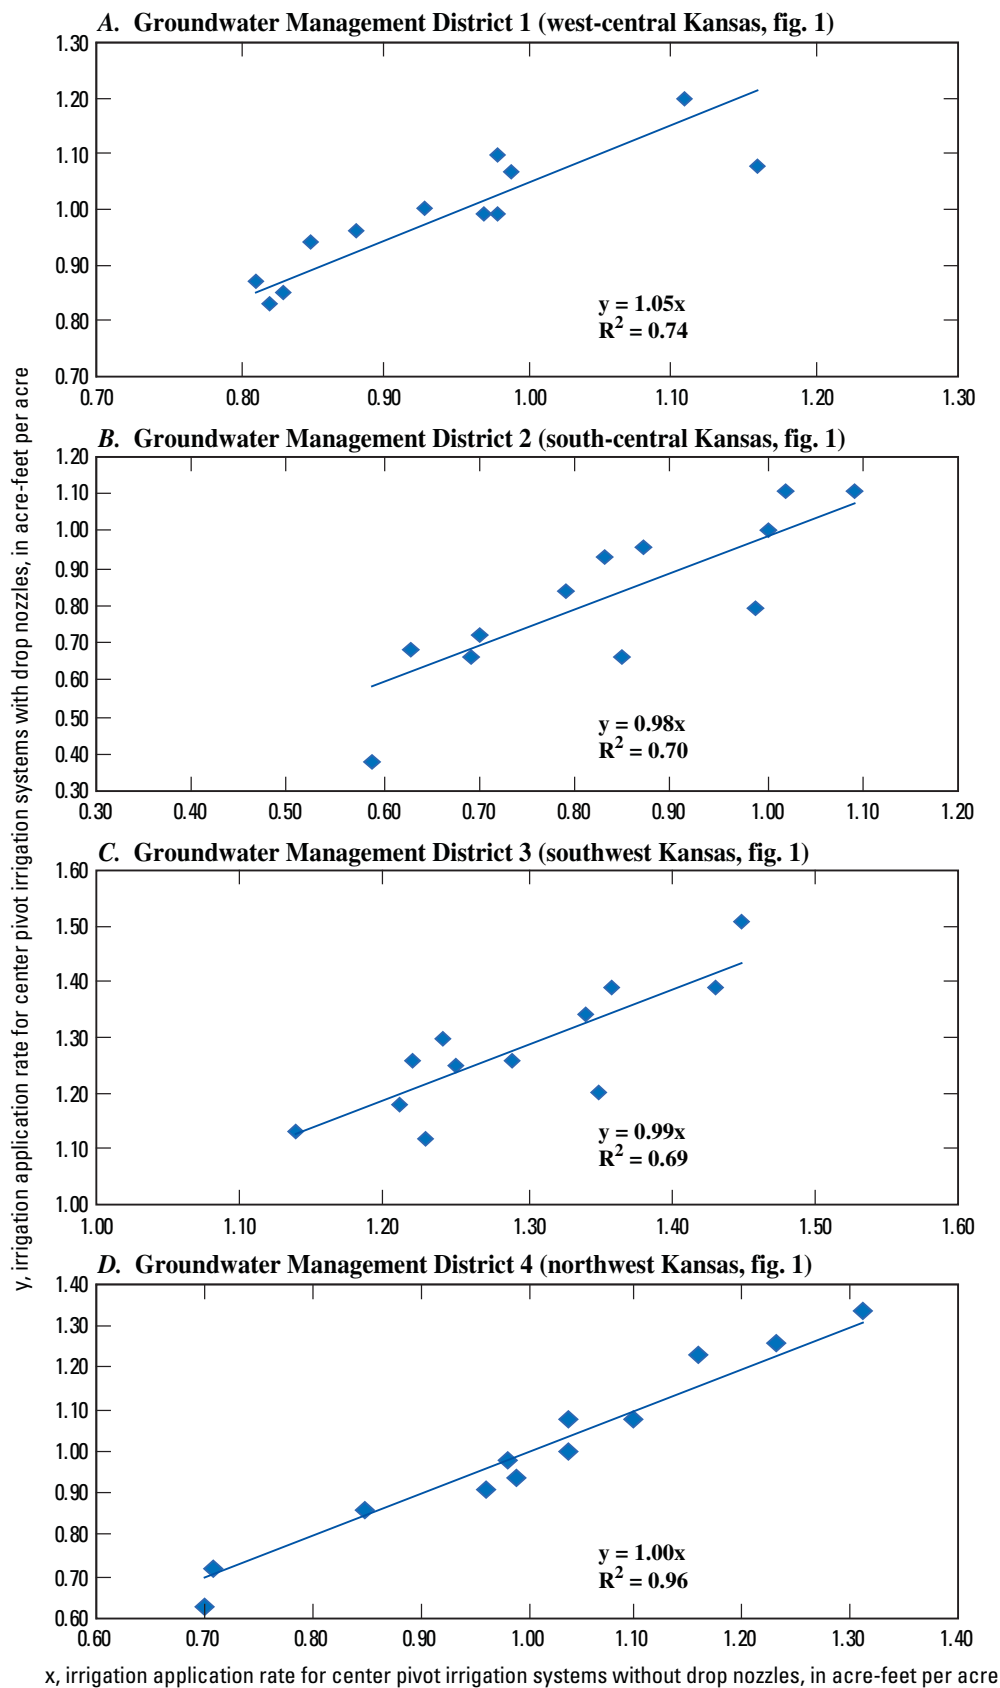 A. Groundwater Management District 1 (west-central Kansas, fig. 1)
1.30
1.20
1.10
1.00
0.90
0.80
0.70
y = 1.05x
R² = 0.74
0.70 0.80 0.90 1.00 1.10 1.20 1.30
B. Groundwater Management District 2 (south-central Kansas, fig. 1)
1.20
1.10
1.00
0.90
0.80
0.70
0.60
0.50
0.40
0.30
y = 0.98x
R² = 0.70
0.30 0.40 0.50 0.60 0.70 0.80 0.90 1.00 1.10 1.20
C. Groundwater Management District 3 (southwest Kansas, fig. 1)
1.60
1.50
1.40
1.30
1.20
1.10
1.00
y = 0.99x
R² = 0.69
1.00 1.10 1.20 1.30 1.40 1.50 1.60
D. Groundwater Management District 4 (northwest Kansas, fig. 1)
1.40
1.30
1.20
1.10
1.00
0.90
0.80
0.70
0.60
y = 1.00x
R² = 0.96
0.60 0.70 0.80 0.90 1.00 1.10 1.20 1.30 1.40
y, irrigation application rate for center pivot irrigation systems with drop nozzles, in acre-feet per acre
x, irrigation application rate for center pivot irrigation systems without drop nozzles, in acre-feet per acre